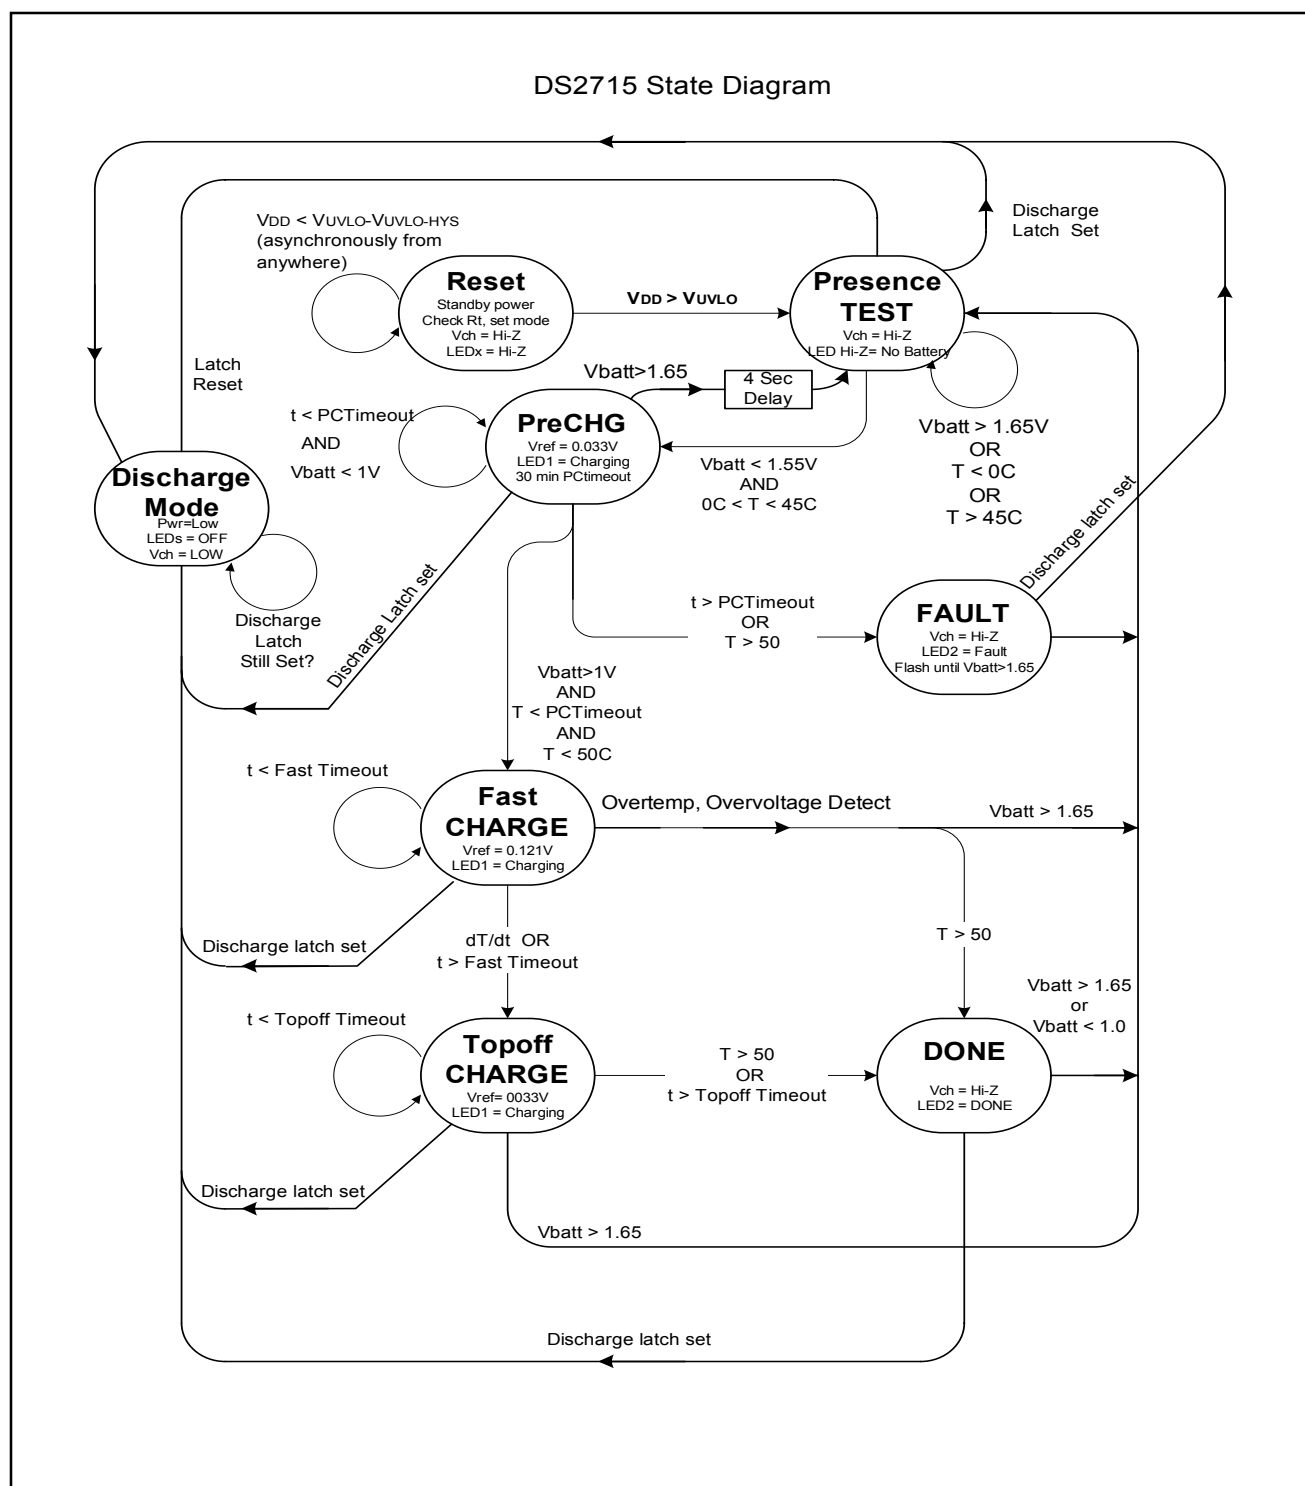 DS2715 State Diagram
VDD < VUVLO-VUVLO-HYS
(asynchronously from
anywhere)
Reset
Standby power
Check Rt, set mode
Vch = Hi-Z
LEDx = Hi-Z
VDD > VUVLO
Presence
TEST
Vch = Hi-Z
LED Hi-Z= No Battery
Discharge
Latch Set
Latch
Reset
Vbatt>1.65
4 Sec
Delay
t < PCTimeout
AND
Vbatt < 1V
PreCHG
Vref = 0.033V
LED1 = Charging
30 min PCtimeout
Vbatt < 1.55V
AND
0C < T < 45C
Vbatt > 1.65V
OR
T < 0C
OR
T > 45C
Discharge
Mode
Pwr=Low
LEDs = OFF
Vch = LOW
Discharge
Latch
Still Set?
Discharge Latch set
Discharge latch set
t > PCTimeout
OR
T > 50
FAULT
Vch = Hi-Z
LED2 = Fault
Flash until Vbatt>1.65
Vbatt>1V
AND
T < PCTimeout
AND
T < 50C
t < Fast Timeout
Fast
CHARGE
Vref = 0.121V
LED1 = Charging
Overtemp, Overvoltage Detect
Vbatt > 1.65
Discharge latch set
dT/dt OR
t > Fast Timeout
T > 50
Vbatt > 1.65
or
Vbatt < 1.0
t < Topoff Timeout
Topoff
CHARGE
Vref= 0033V
LED1 = Charging
T > 50
OR
t > Topoff Timeout
DONE
Vch = Hi-Z
LED2 = DONE
Discharge latch set
Vbatt > 1.65
Discharge latch set